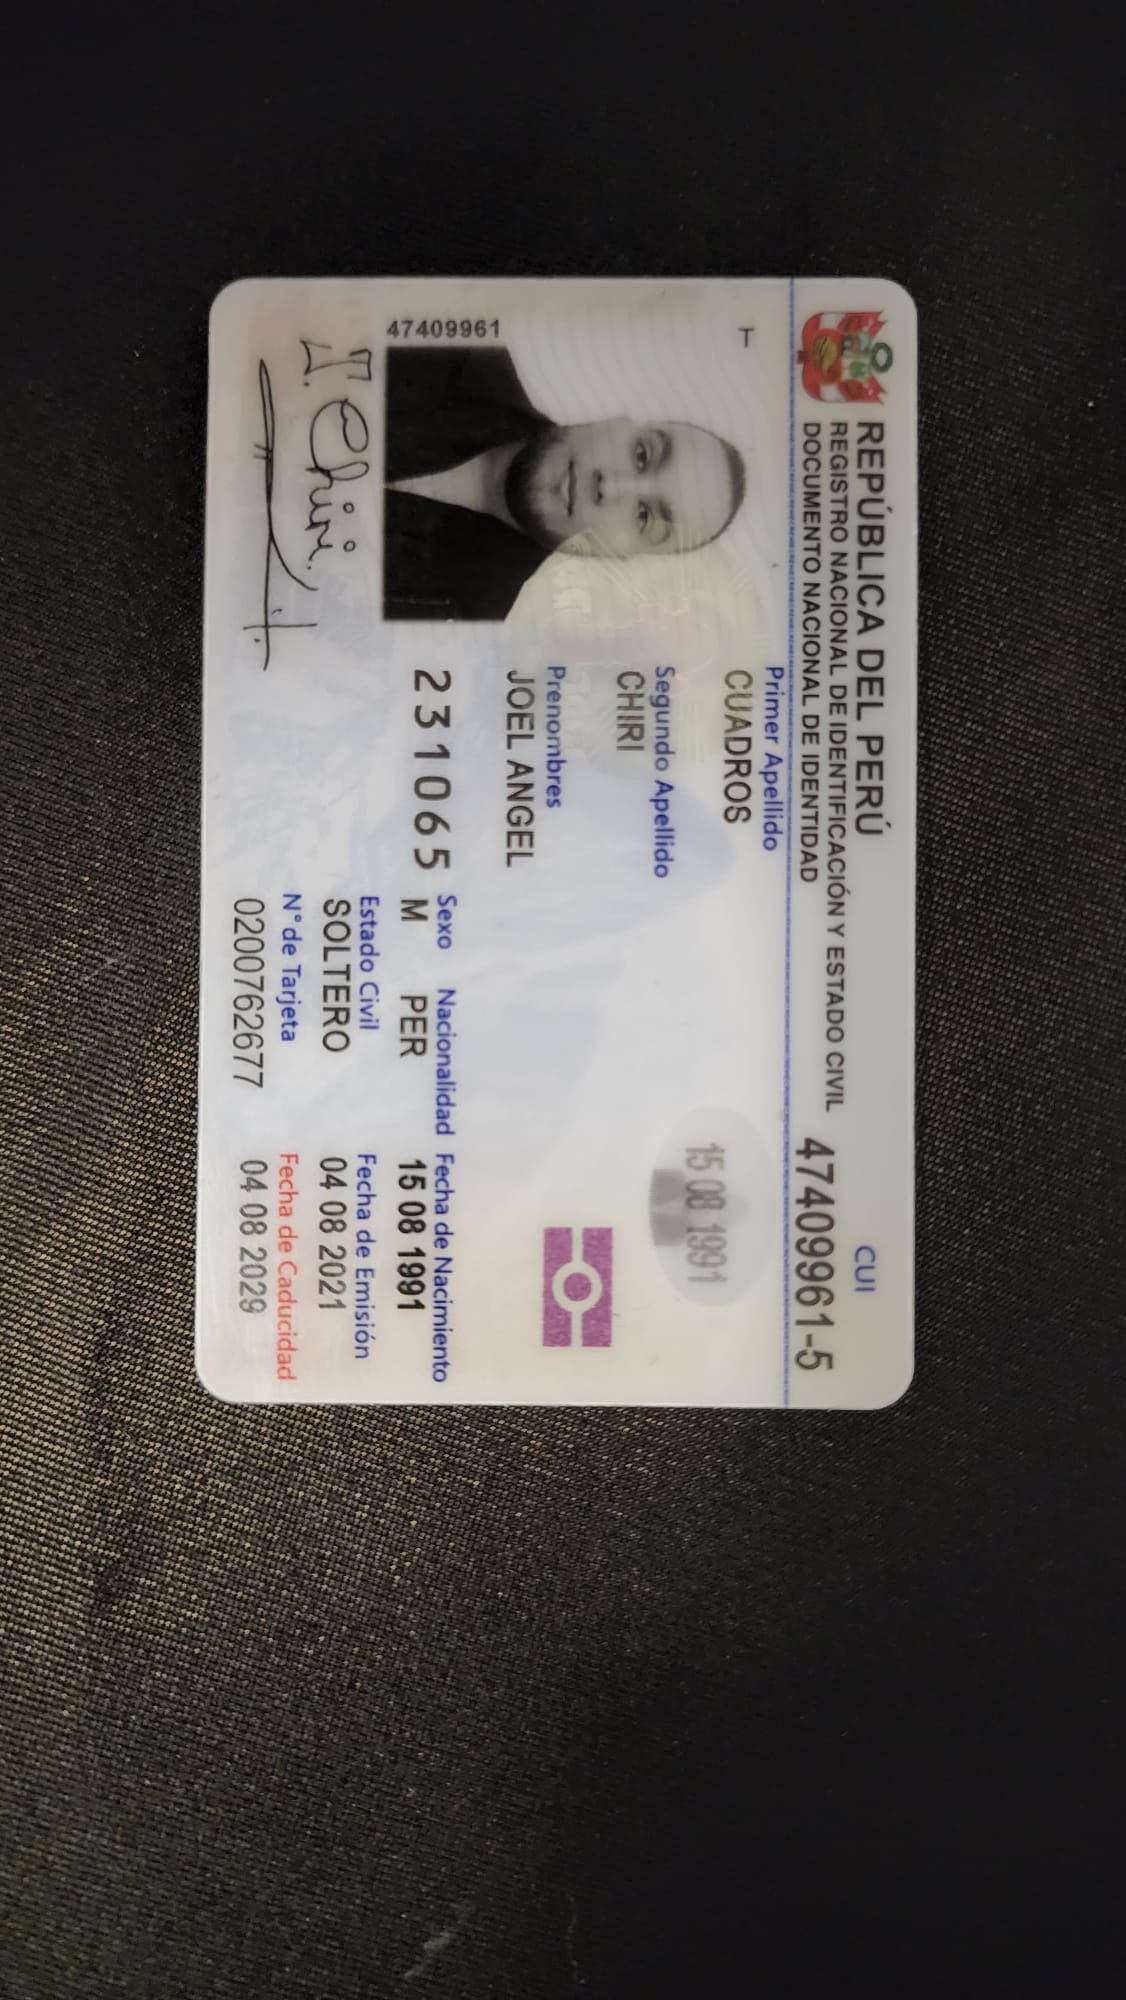 REPÚBLICA DEL PERÚ
REGISTRO NACIONAL DE IDENTIFICACIÓN Y ESTADO CIVIL
DOCUMENTO NACIONAL DE IDENTIDAD
CUI
47409961-5
T
47409961
Primer Apellido
CUADROS
15 08 1991
Segundo Apellido
CHIRI
Prenombres
JOEL ANGEL
231065
Sexo Nacionalidad Fecha de Nacimiento
M PER 15 08 1991
Estado Civil Fecha de Emisión
SOLTERO 04 08 2021
N° de Tarjeta Fecha de Caducidad
0200762677 04 08 2029
J. Chiri.